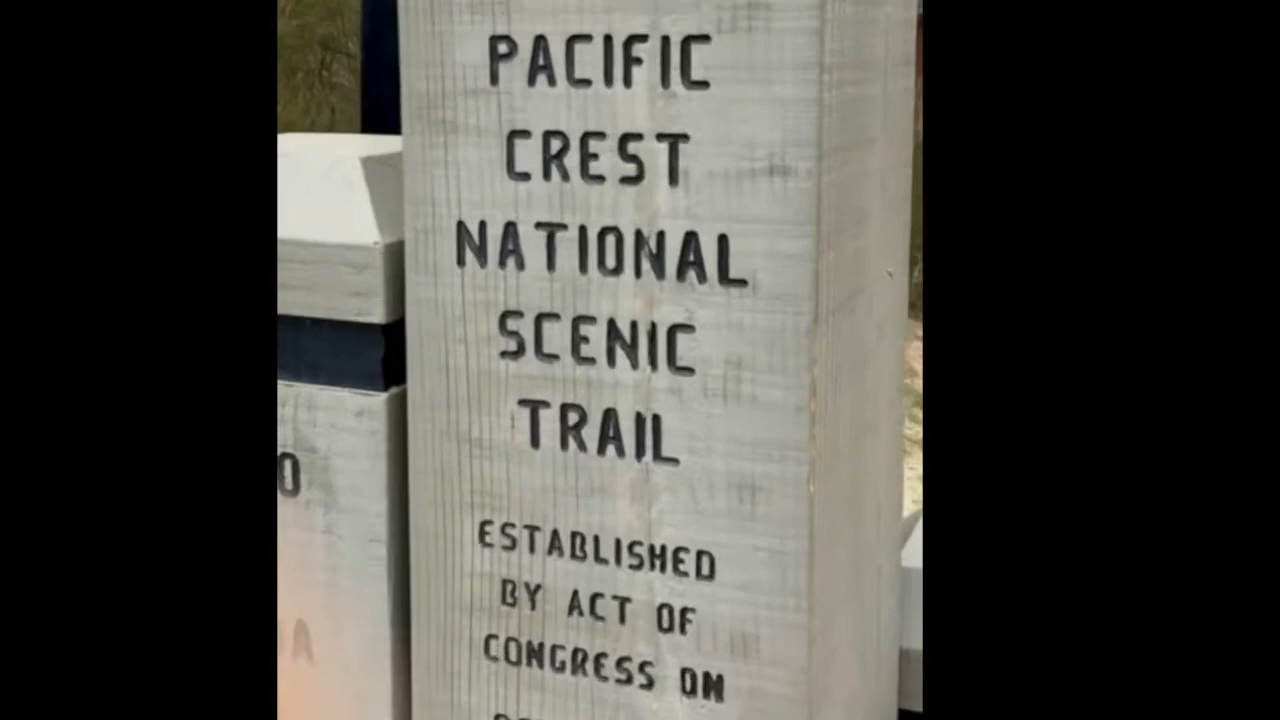 PACIFIC
CREST
NATIONAL
SCENIC
TRAIL
ESTABLISHED
BY ACT OF
CONGRESS ON